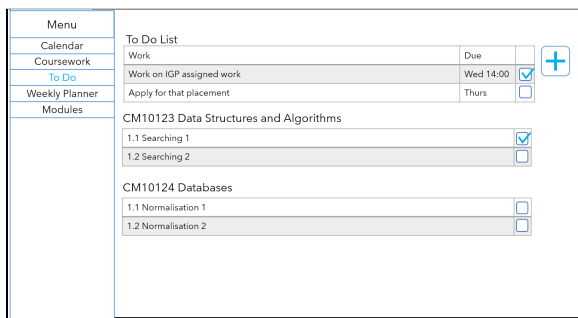 Menu
Calendar
Coursework
To Do
Weekly Planner
Modules
To Do List
Work Due
Work on IGP assigned work Wed 14:00
Apply for that placement Thurs
CM10123 Data Structures and Algorithms
1.1 Searching 1
1.2 Searching 2
CM10124 Databases
1.1 Normalisation 1
1.2 Normalisation 2